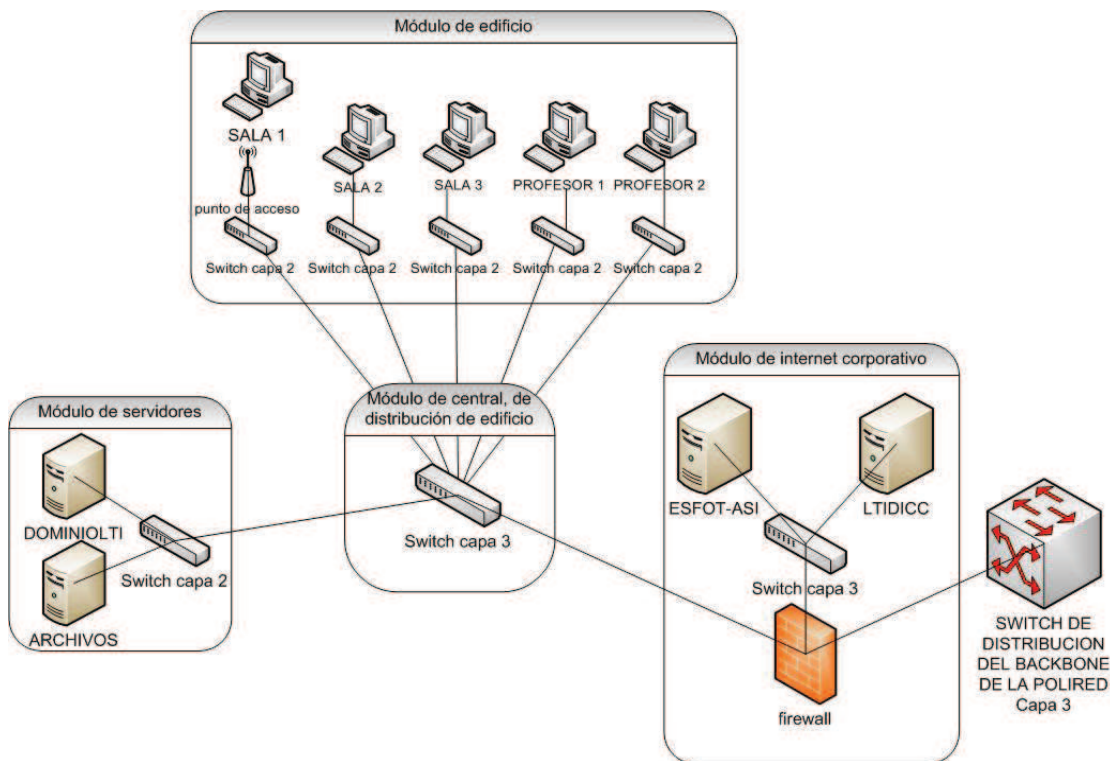 Módulo de edificio
SALA 1
SALA 2
SALA 3
PROFESOR 1
PROFESOR 2
punto de acceso
Switch capa 2
Switch capa 2
Switch capa 2
Switch capa 2
Switch capa 2
Módulo de servidores
DOMINIOLTI
Switch capa 2
ARCHIVOS
Módulo de central, de
distribución de edificio
Switch capa 3
Módulo de internet corporativo
ESFOT-ASI
LTIDICC
Switch capa 3
firewall
SWITCH DE
DISTRIBUCION
DEL BACKBONE
DE LA POLIRED
Capa 3